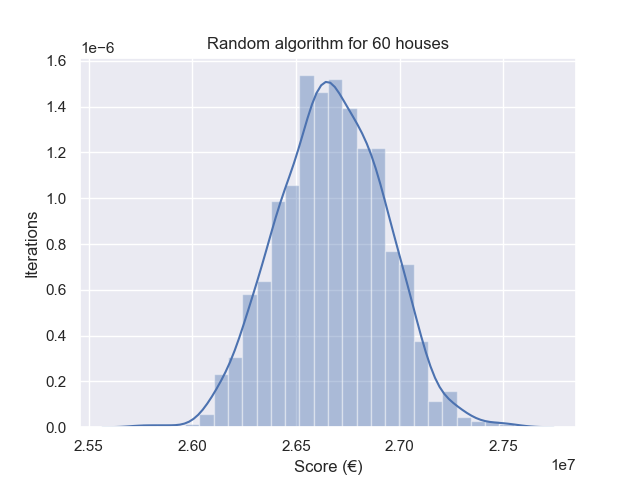 Random algorithm for 60 houses
1e−6
1.6
1.4
1.2
1.0
0.8
0.6
0.4
0.2
0.0
Iterations
2.55 2.60 2.65 2.70 2.75
Score (€)
1e7